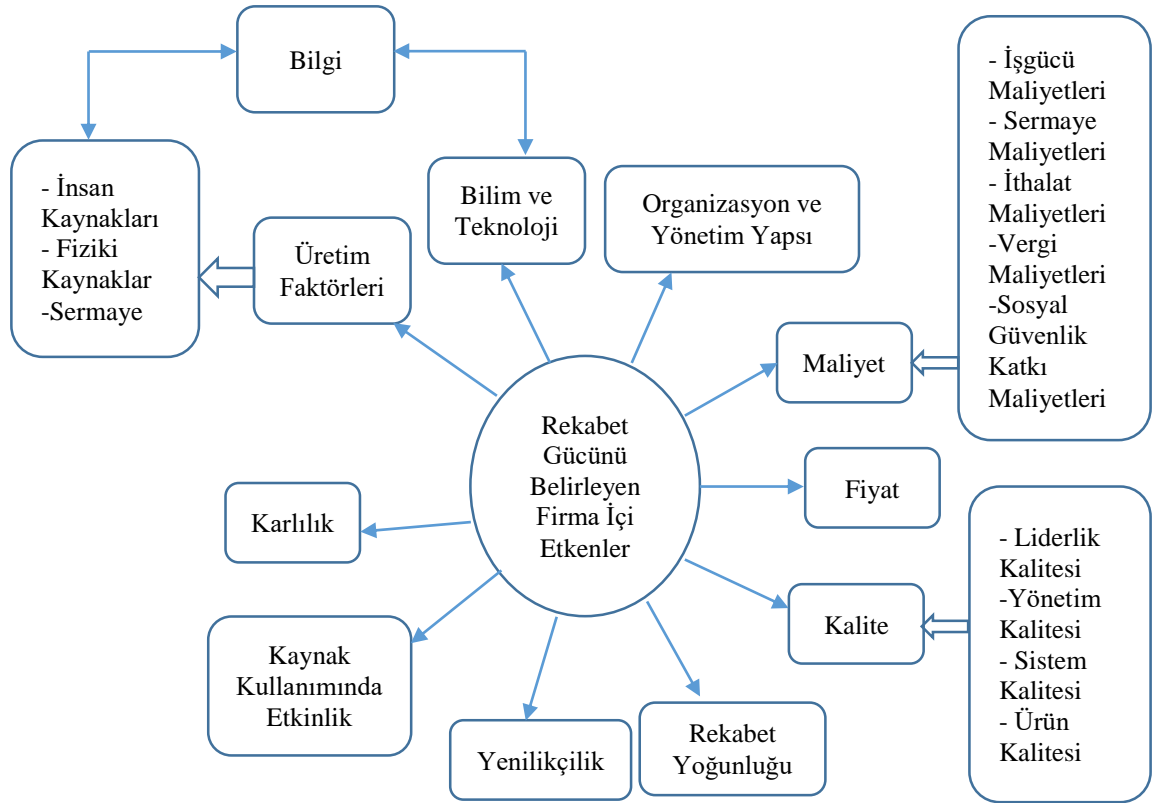 Bilgi
- İşgücü
Maliyetleri
- Sermaye
Maliyetleri
- İthalat
Maliyetleri
-Vergi
Maliyetleri
-Sosyal
Güvenlik
Katkı
Maliyetleri
- İnsan
Kaynakları
- Fiziki
Kaynaklar
-Sermaye
Üretim
Faktörleri
Bilim ve
Teknoloji
Organizasyon ve
Yönetim Yapsı
Maliyet
Rekabet
Gücünü
Belirleyen
Firma İçi
Etkenler
Fiyat
Karlılık
Kalite
- Liderlik
Kalitesi
-Yönetim
Kalitesi
- Sistem
Kalitesi
- Ürün
Kalitesi
Kaynak
Kullanımında
Etkinlik
Yenilikçilik
Rekabet
Yoğunluğu